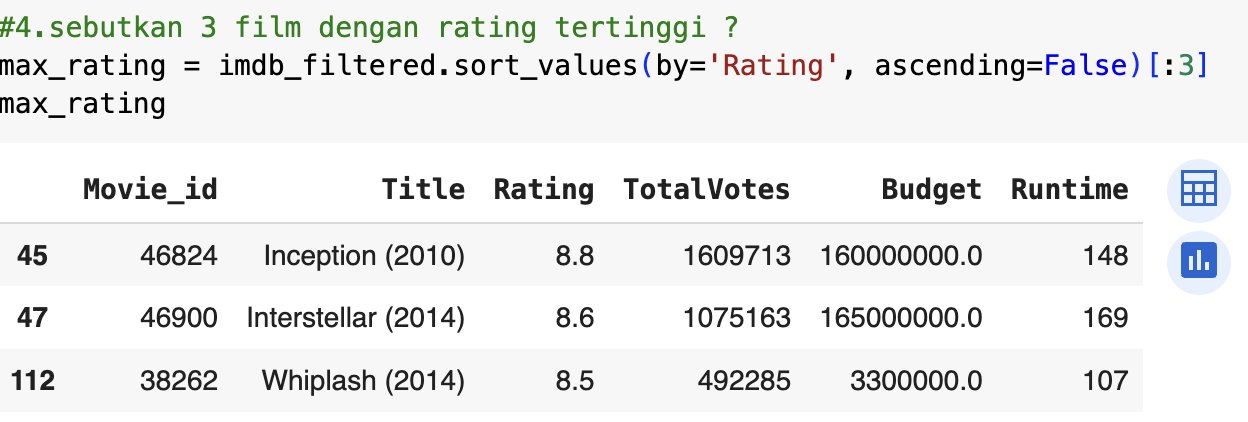 #4.sebutkan 3 film dengan rating tertinggi ?
max_rating = imdb_filtered.sort_values(by='Rating', ascending=False)[:3]
max_rating
Movie_id Title Rating TotalVotes Budget Runtime
45 46824 Inception (2010) 8.8 1609713 160000000.0 148
47 46900 Interstellar (2014) 8.6 1075163 165000000.0 169
112 38262 Whiplash (2014) 8.5 492285 3300000.0 107